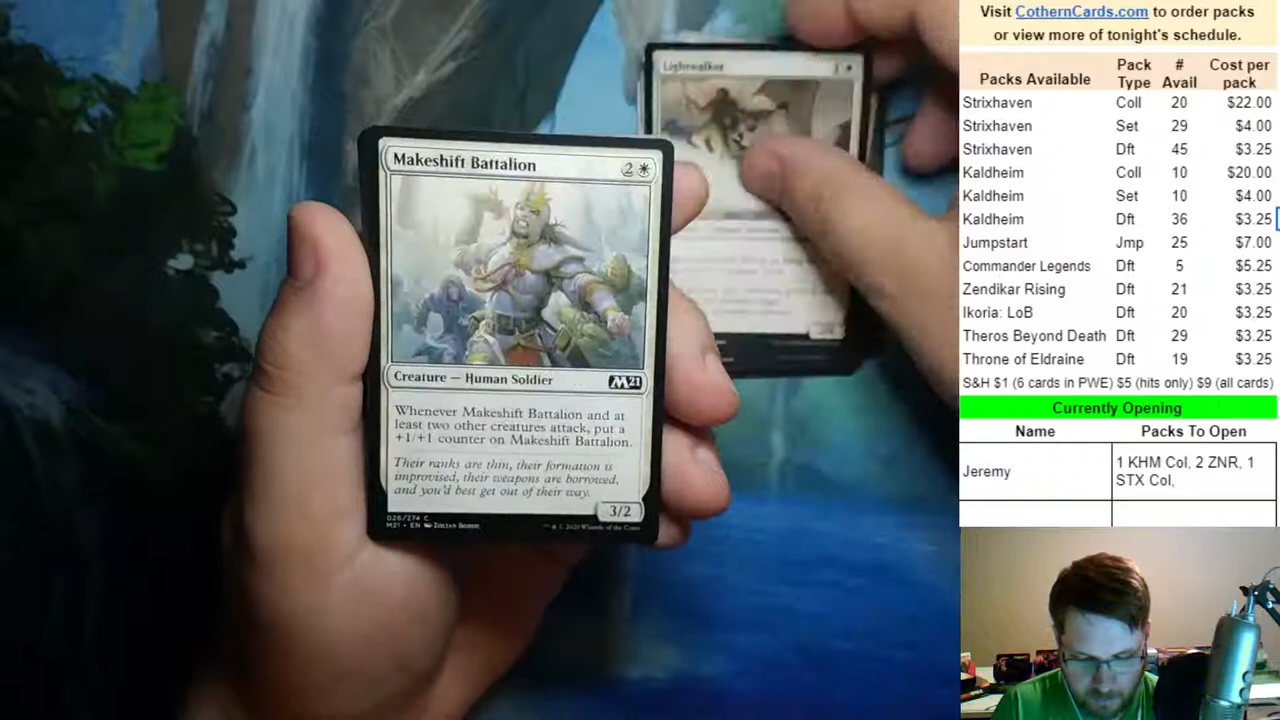 Lightwalker
1
Makeshift Battalion
2
Creature — Human Soldier
M21
Whenever Makeshift Battalion and at
least two other creatures attack, put a
+1/+1 counter on Makeshift Battalion.
Their ranks are thin, their formation is
improvised, their weapons are borrowed,
and you'd best get out of their way.
3/2
026/274 C
M21 • EN
Visit CothernCards.com to order packs
or view more of tonight's schedule.
Packs Available Pack Type # Avail Cost per pack
Strixhaven Coll 20 $22.00
Strixhaven Set 29 $4.00
Strixhaven Dft 45 $3.25
Kaldheim Coll 10 $20.00
Kaldheim Set 10 $4.00
Kaldheim Dft 36 $3.25
Jumpstart Jmp 25 $7.00
Commander Legends Dft 5 $5.25
Zendikar Rising Dft 21 $3.25
Ikoria: LoB Dft 20 $3.25
Theros Beyond Death Dft 29 $3.25
Throne of Eldraine Dft 19 $3.25
S&H $1 (6 cards in PWE) $5 (hits only) $9 (all cards)
Currently Opening
Name Packs To Open
Jeremy 1 KHM Col, 2 ZNR, 1
STX Col,